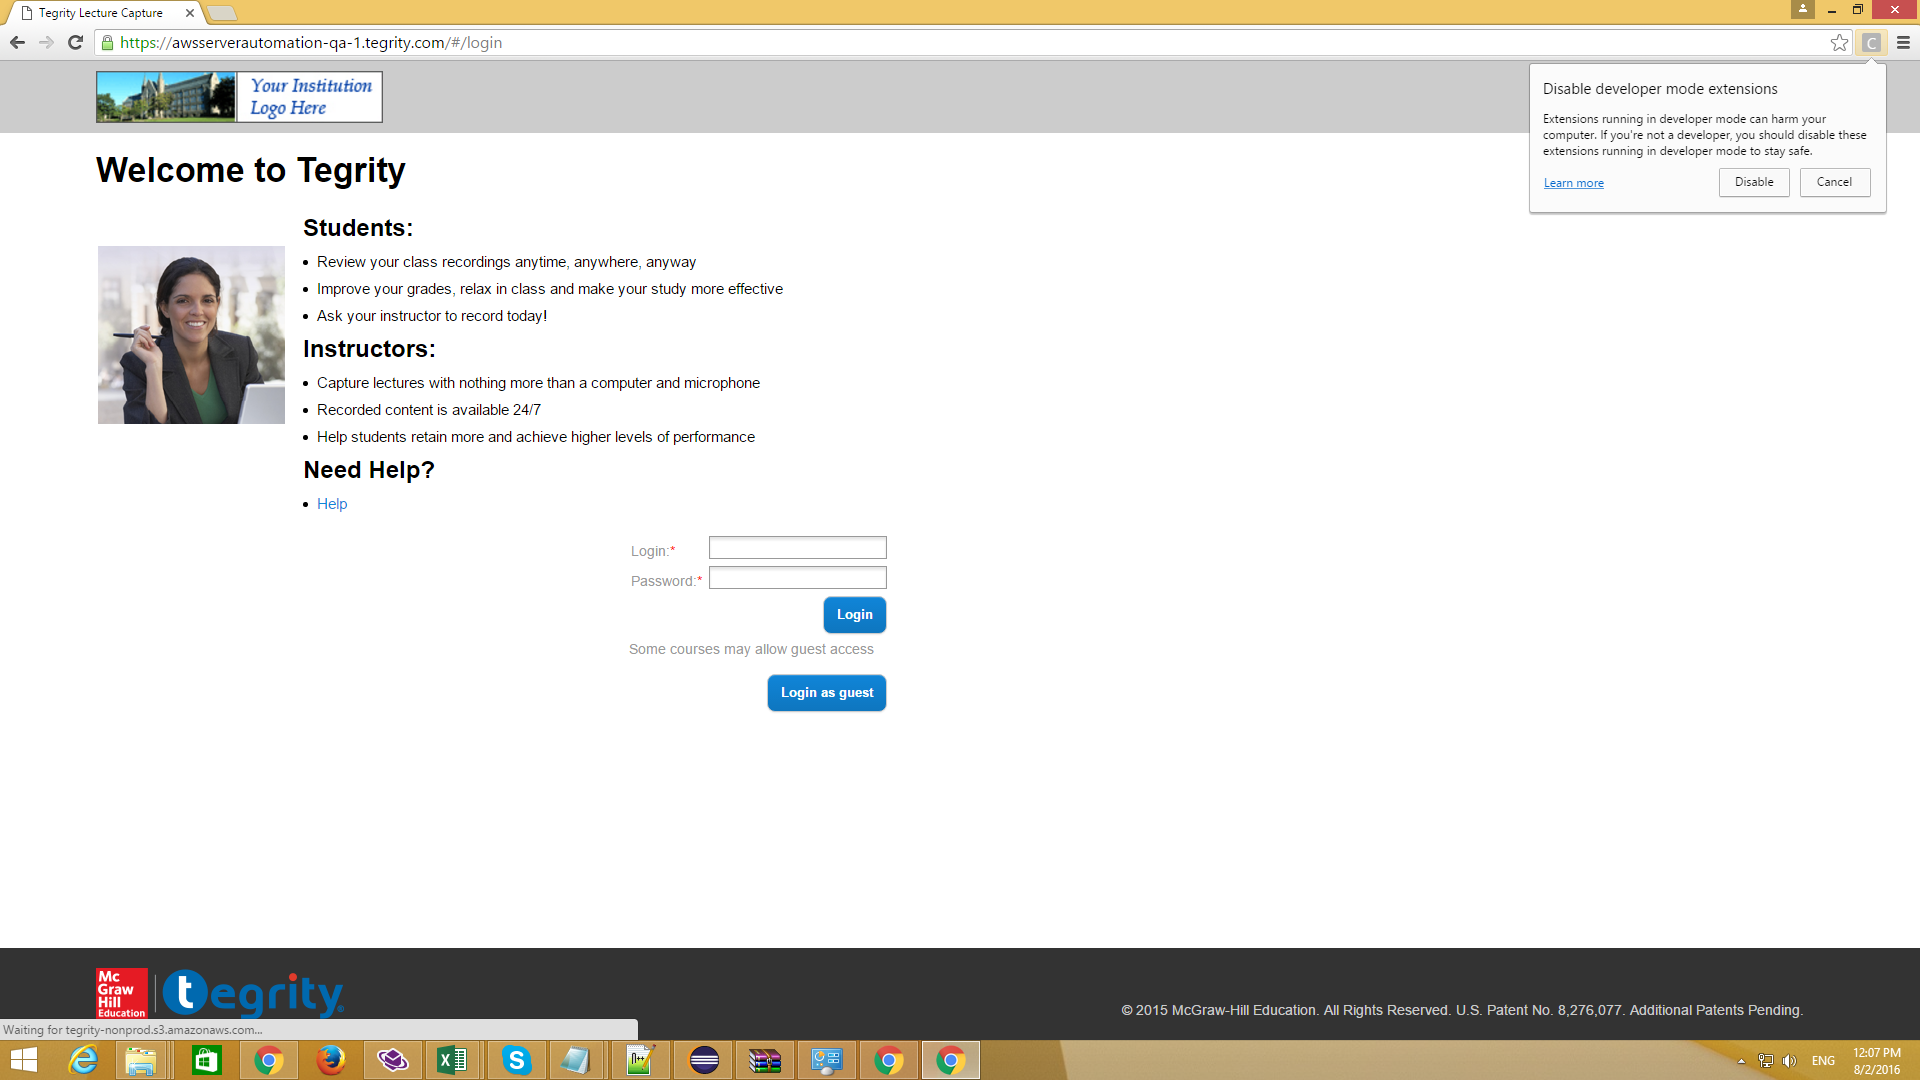 Tegrity Lecture Capture
https://awsserverautomation-qa-1.tegrity.com/#/login
C
Your Institution
Logo Here
Disable developer mode extensions
Extensions running in developer mode can harm your
computer. If you're not a developer, you should disable these
extensions running in developer mode to stay safe.
Learn more
Disable
Cancel
Welcome to Tegrity
Students:
Review your class recordings anytime, anywhere, anyway
Improve your grades, relax in class and make your study more effective
Ask your instructor to record today!
Instructors:
Capture lectures with nothing more than a computer and microphone
Recorded content is available 24/7
Help students retain more and achieve higher levels of performance
Need Help?
Help
Login:*
Password:*
Login
Some courses may allow guest access
Login as guest
Mc
Graw
Hill
Education
tegrity
© 2015 McGraw-Hill Education. All Rights Reserved. U.S. Patent No. 8,276,077. Additional Patents Pending.
Waiting for tegrity-nonprod.s3.amazonaws.com...
ENG
12:07 PM
8/2/2016